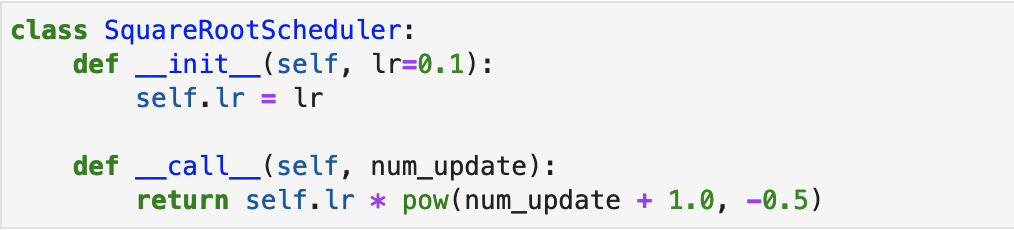 class SquareRootScheduler:
    def __init__(self, lr=0.1):
        self.lr = lr

    def __call__(self, num_update):
        return self.lr * pow(num_update + 1.0, -0.5)